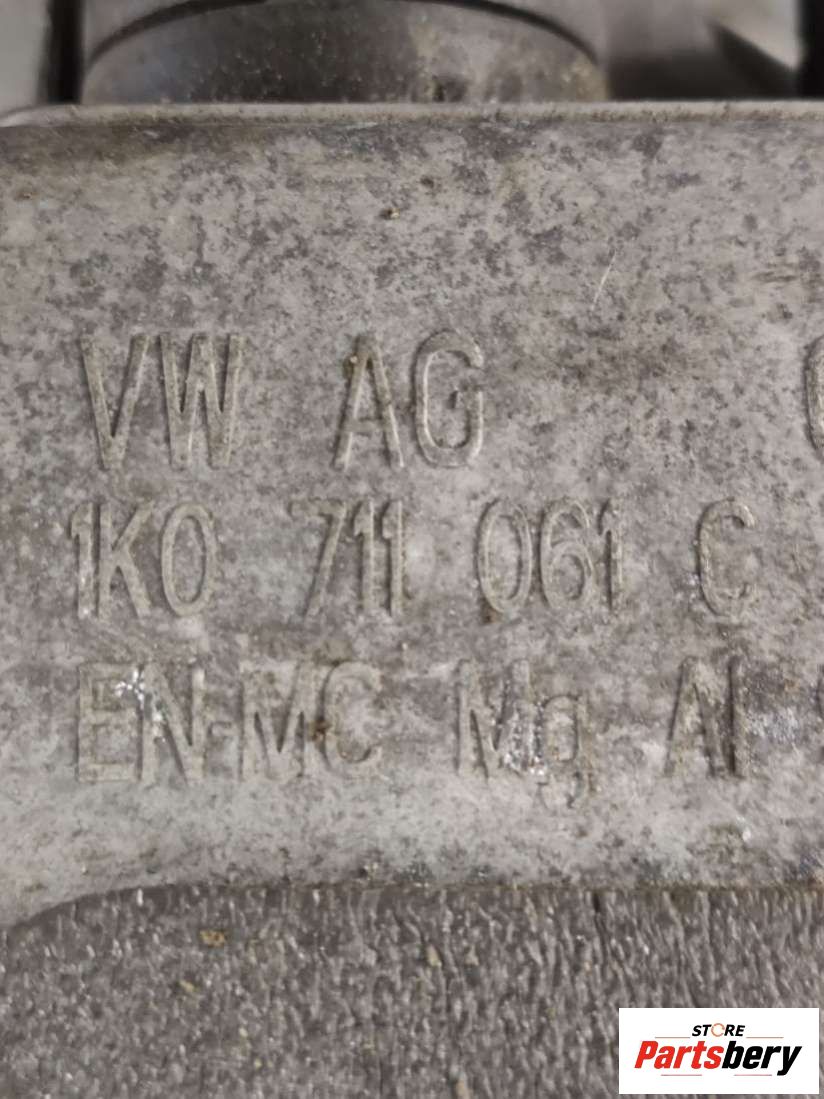 VW AG
1K0 711 061 C
EN-MC Mg Al
STORE
Partsbery